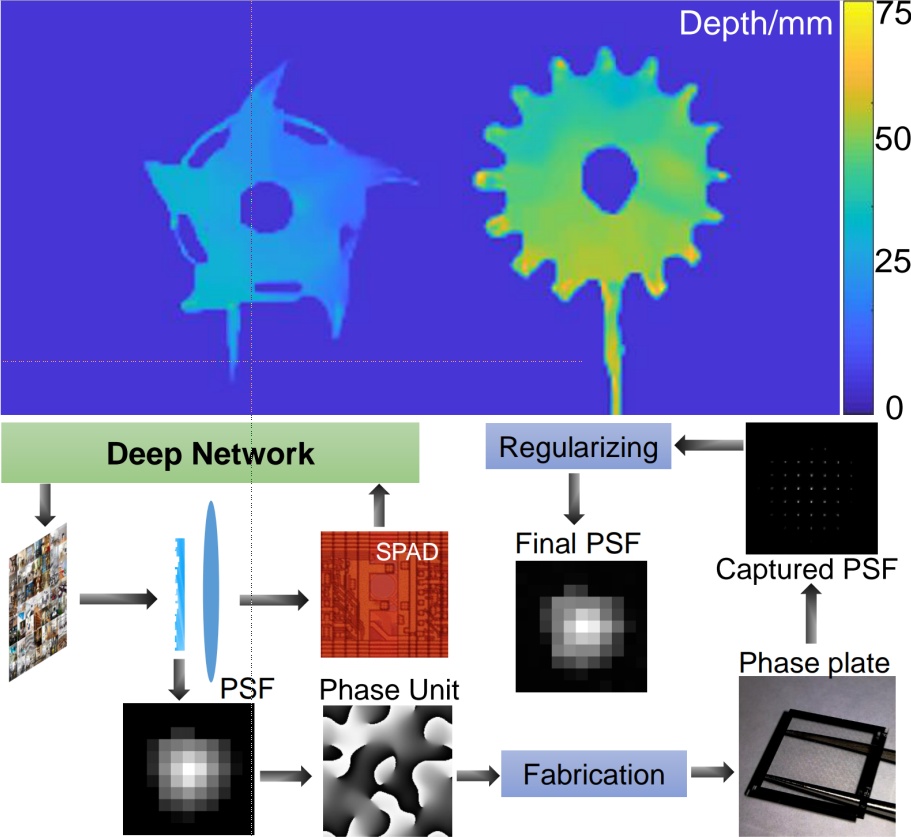 Depth/mm
75
50
25
0
Deep Network
Regularizing
SPAD
Final PSF
Captured PSF
Phase plate
PSF
Phase Unit
Fabrication